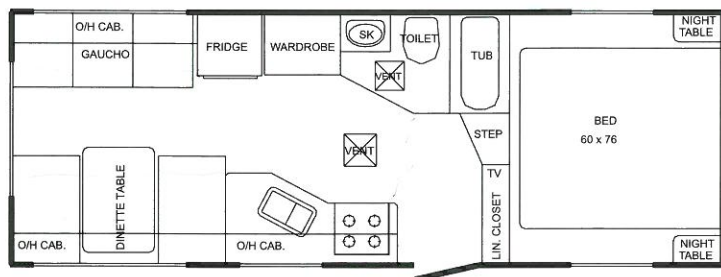 O/H CAB.
GAUCHO
FRIDGE
WARDROBE
SK
TOILET
VENT
TUB
NIGHT
TABLE
BED
60 x 76
STEP
VENT
TV
LIN. CLOSET
DINETTE TABLE
O/H CAB.
O/H CAB.
NIGHT
TABLE